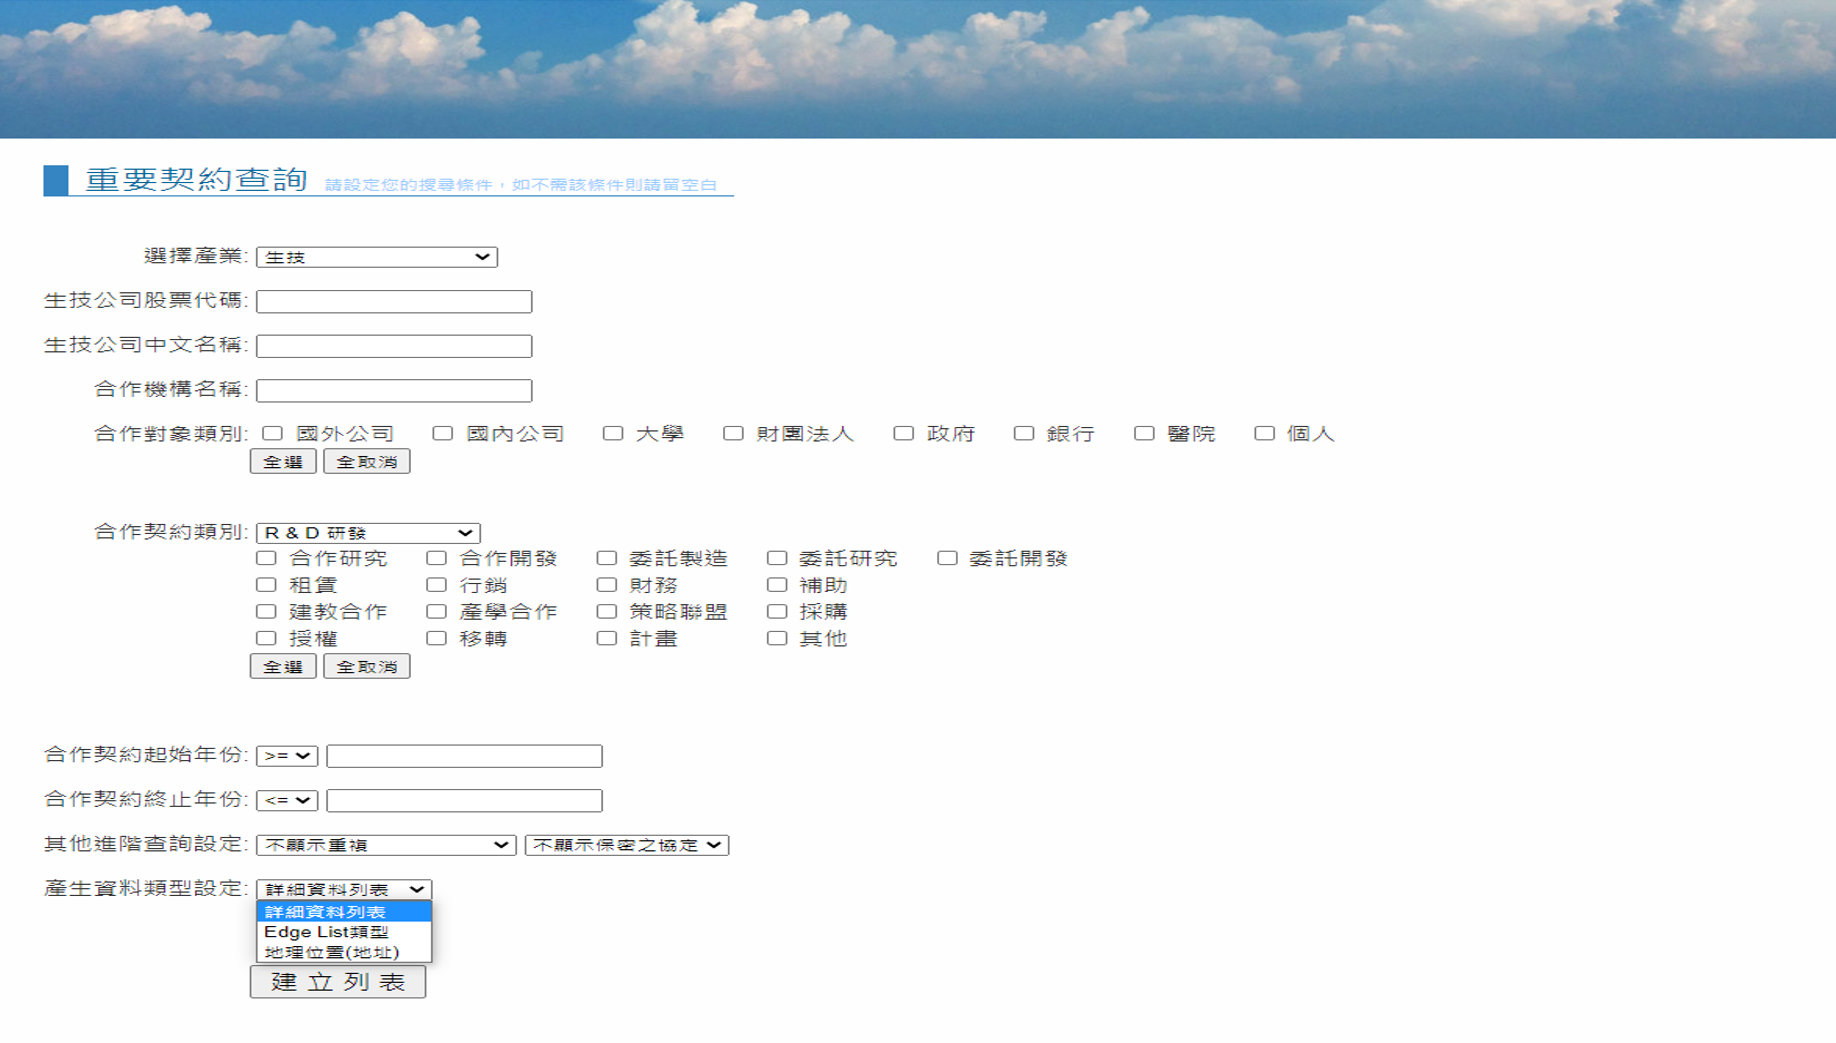 重要契約查詢 請設定您的搜尋條件，如不需該條件則請留空白
選擇產業: 生技
生技公司股票代碼:
生技公司中文名稱:
合作機構名稱:
合作對象類別: 國外公司 國內公司 大學 財團法人 政府 銀行 醫院 個人
全選 全取消
合作契約類別: R & D 研發
合作研究 合作開發 委託製造 委託研究 委託開發
租賃 行銷 財務 補助
建教合作 產學合作 策略聯盟 採購
授權 移轉 計畫 其他
全選 全取消
合作契約起始年份: >=
合作契約終止年份: <=
其他進階查詢設定: 不顯示重複 不顯示保密之協定
產生資料類型設定: 詳細資料列表
詳細資料列表
Edge List類型
地理位置(地址)
建立列表